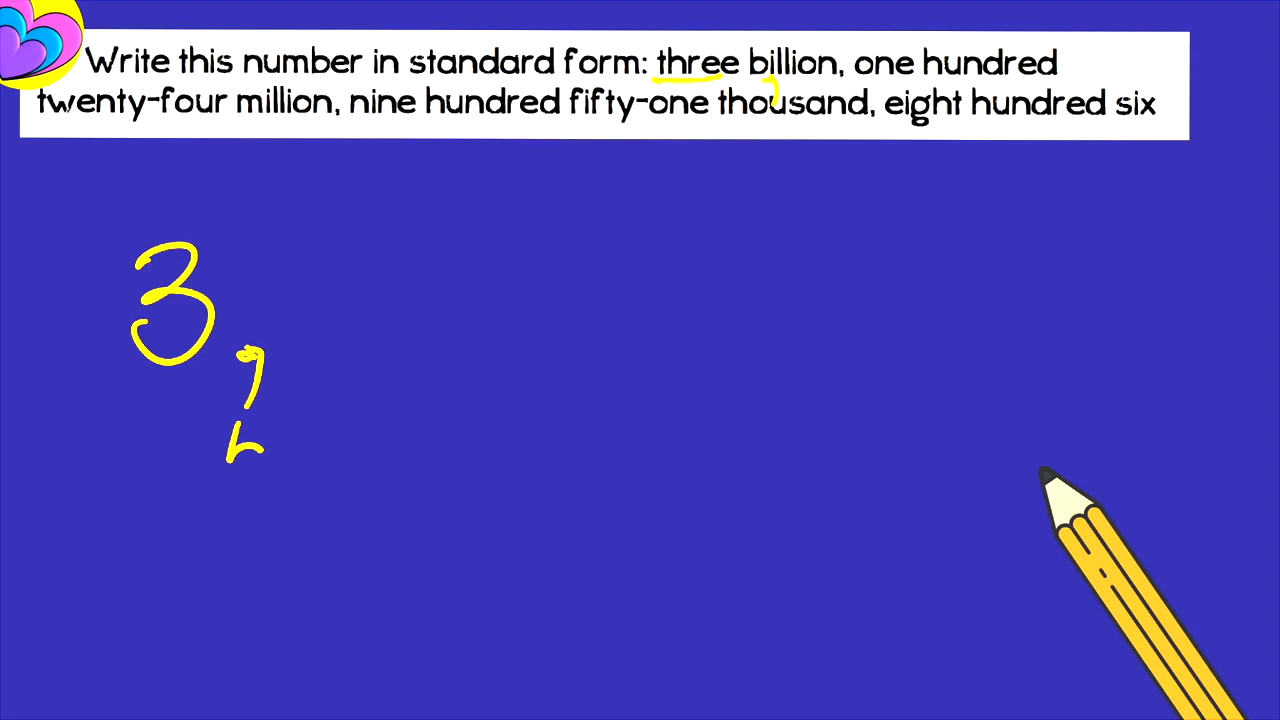 Write this number in standard form: three billion, one hundred
twenty-four million, nine hundred fifty-one thousand, eight hundred six
3,